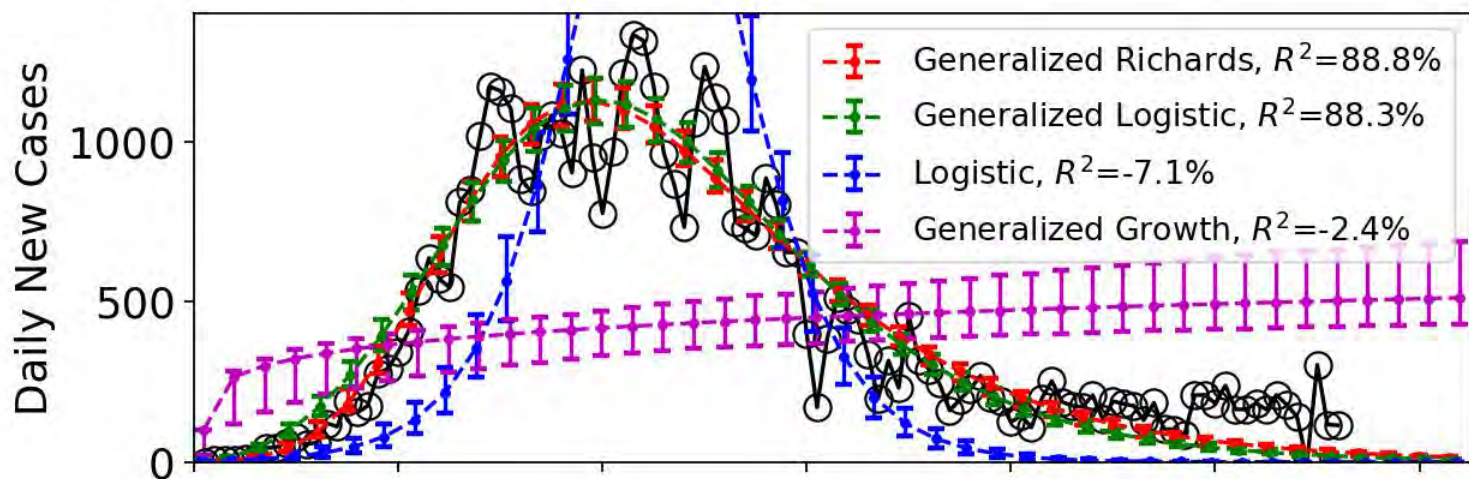 Daily New Cases
1000
500
0
Generalized Richards, R²=88.8%
Generalized Logistic, R²=88.3%
Logistic, R²=-7.1%
Generalized Growth, R²=-2.4%